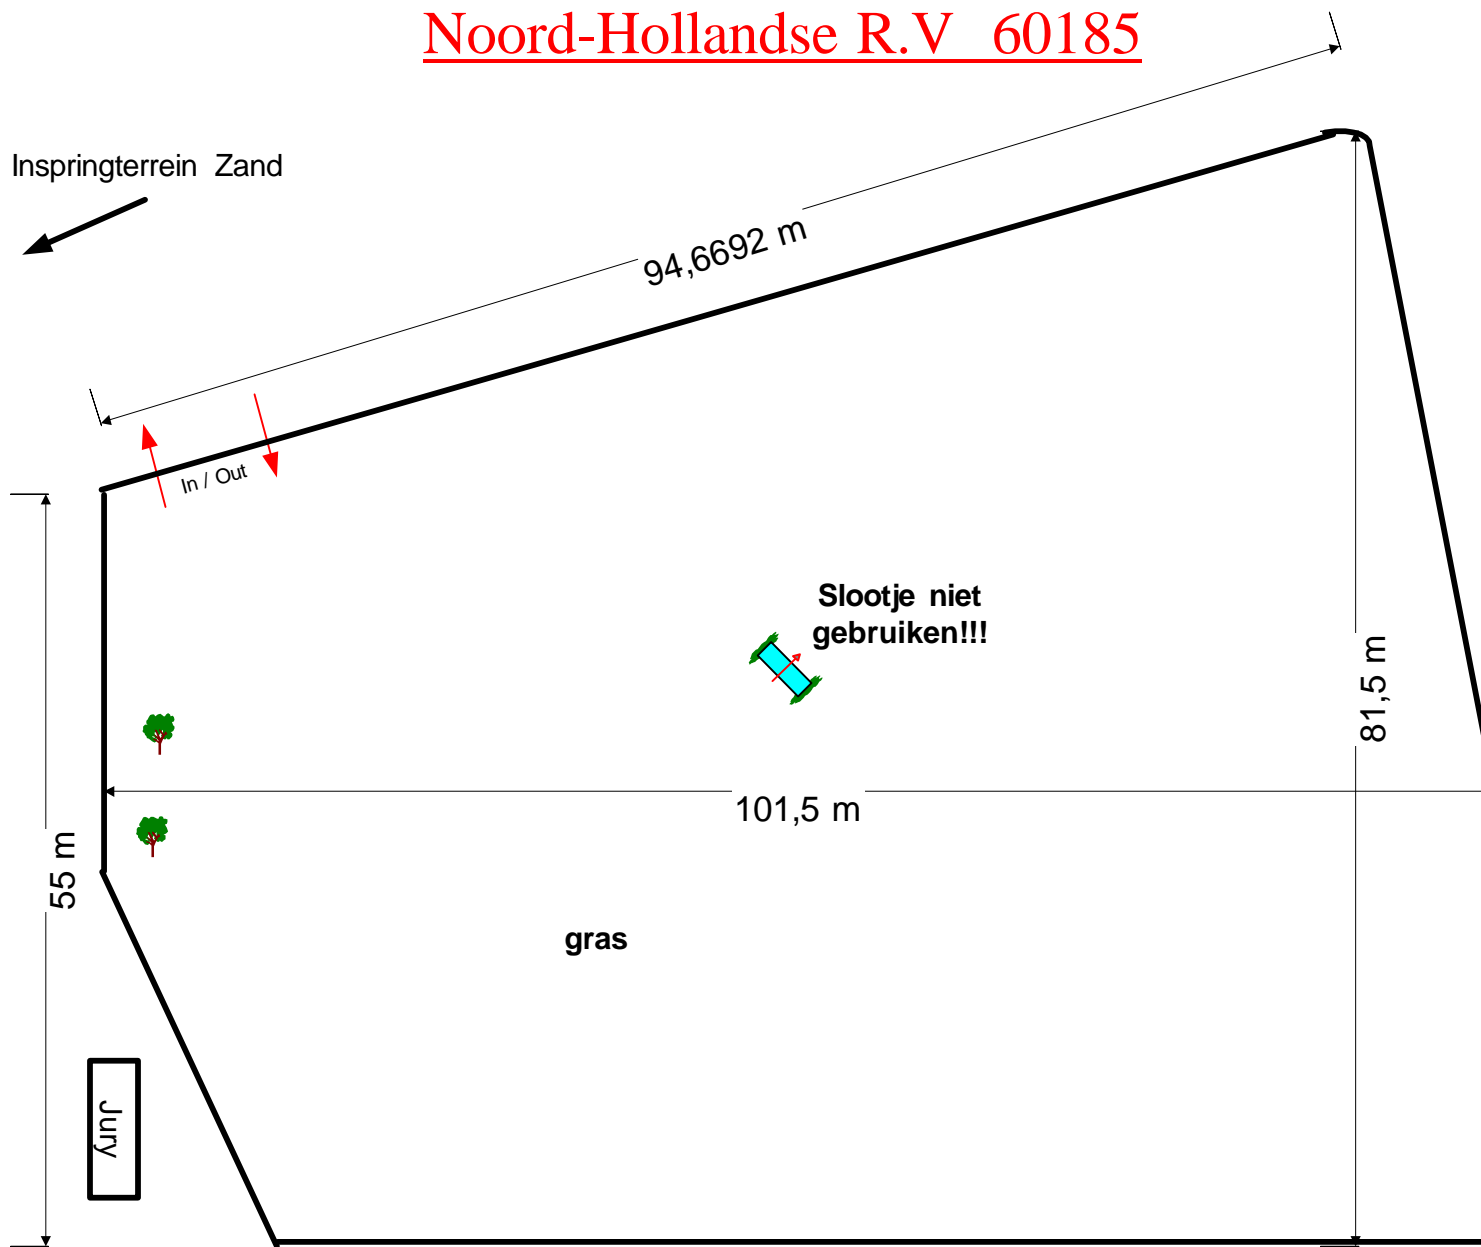 Noord-Hollandse R.V 60185
Inspringterrein Zand
94,6692 m
In / Out
Slootje niet
gebruiken!!!
81,5 m
101,5 m
55 m
gras
Jury